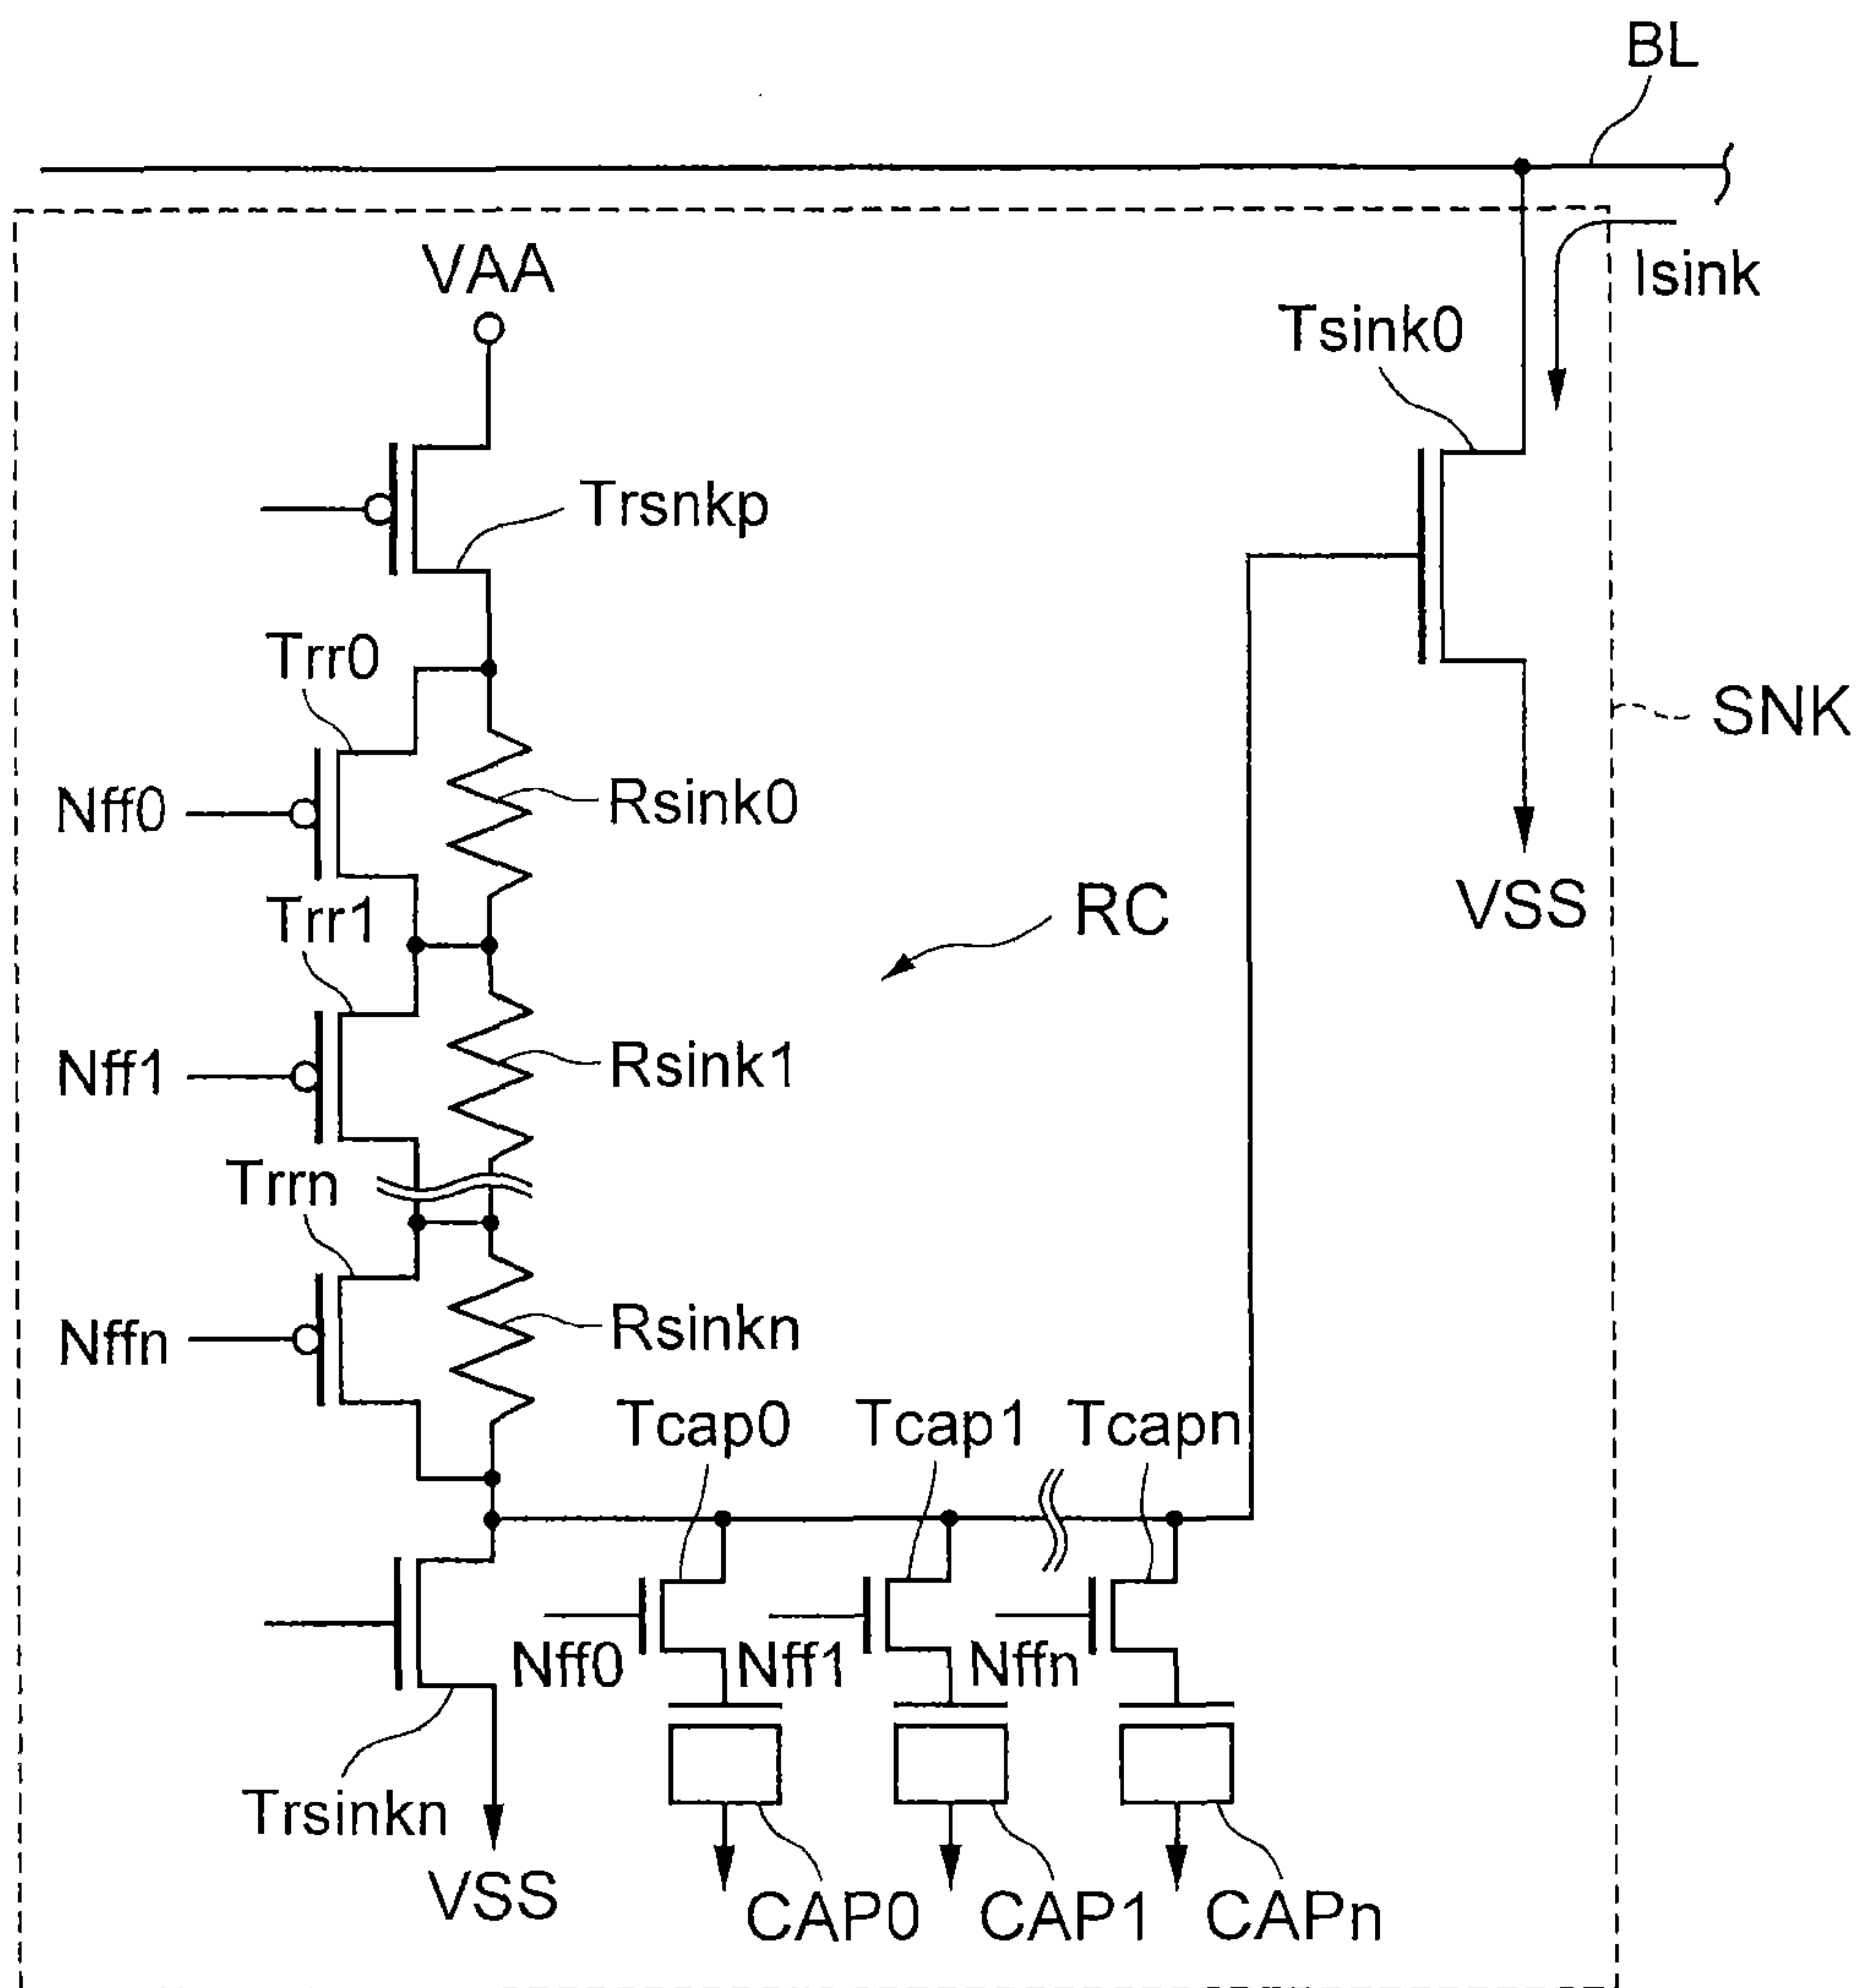 BL
VAA
Isink
Tsink0
Trsnkp
Trr0
SNK
Nff0
Rsink0
Trr1
RC
VSS
Nff1
Rsink1
Trrn
Nffn
Rsinkn
Tcap0
Tcap1
Tcapn
Nff0
Nff1
Nffn
Trsinkn
VSS
CAP0
CAP1
CAPn